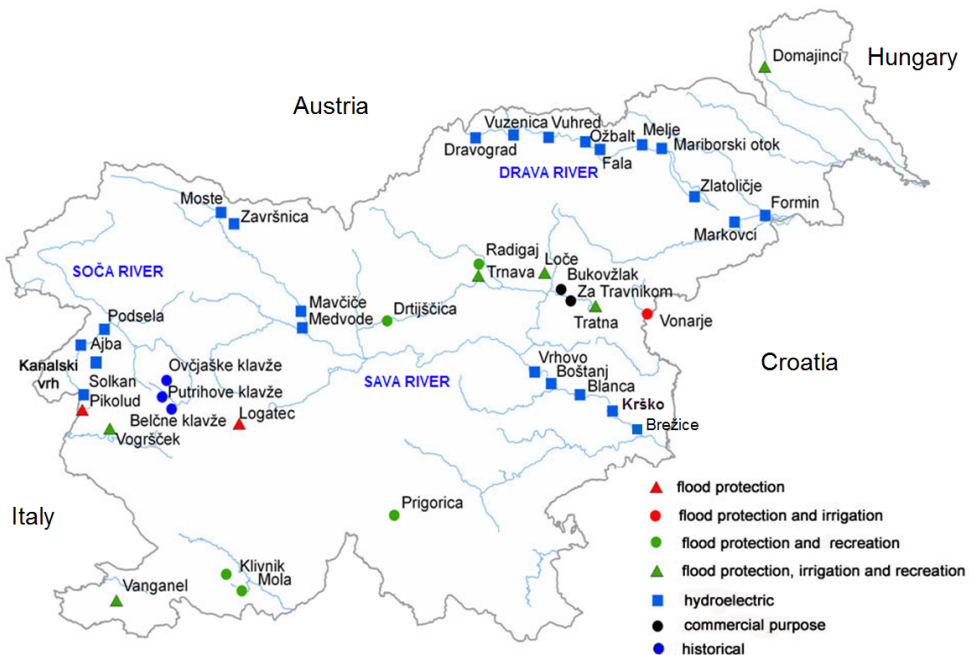 Domajinci
Hungary
Austria
Vuzenica Vuhred
Dravograd
Ožbalt
Fala
Melje
Mariborski otok
DRAVA RIVER
Zlatoličje
Formin
Markovci
Moste
Završnica
SOČA RIVER
Radigaj
Trnava
Loče
Bukovžlak
Za Travnikom
Tratna
Vonarje
Mavčiče
Medvode
Drtijščica
Podsela
Ajba
Kanalski
vrh
Solkan
Pikolud
Vogršček
Ovčjaške klavže
Putrihove klavže
Belčne klavže
Logatec
SAVA RIVER
Croatia
Vrhovo
Boštanj
Blanca
Krško
Brežice
Italy
Prigorica
Klivnik
Mola
Vanganel
flood protection
flood protection and irrigation
flood protection and recreation
flood protection, irrigation and recreation
hydroelectric
commercial purpose
historical